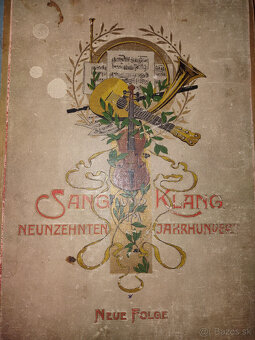 SANG KLANG
NEUNZEHNTEN JAHRHUNDERT
NEUE FOLGE
Bazos.sk